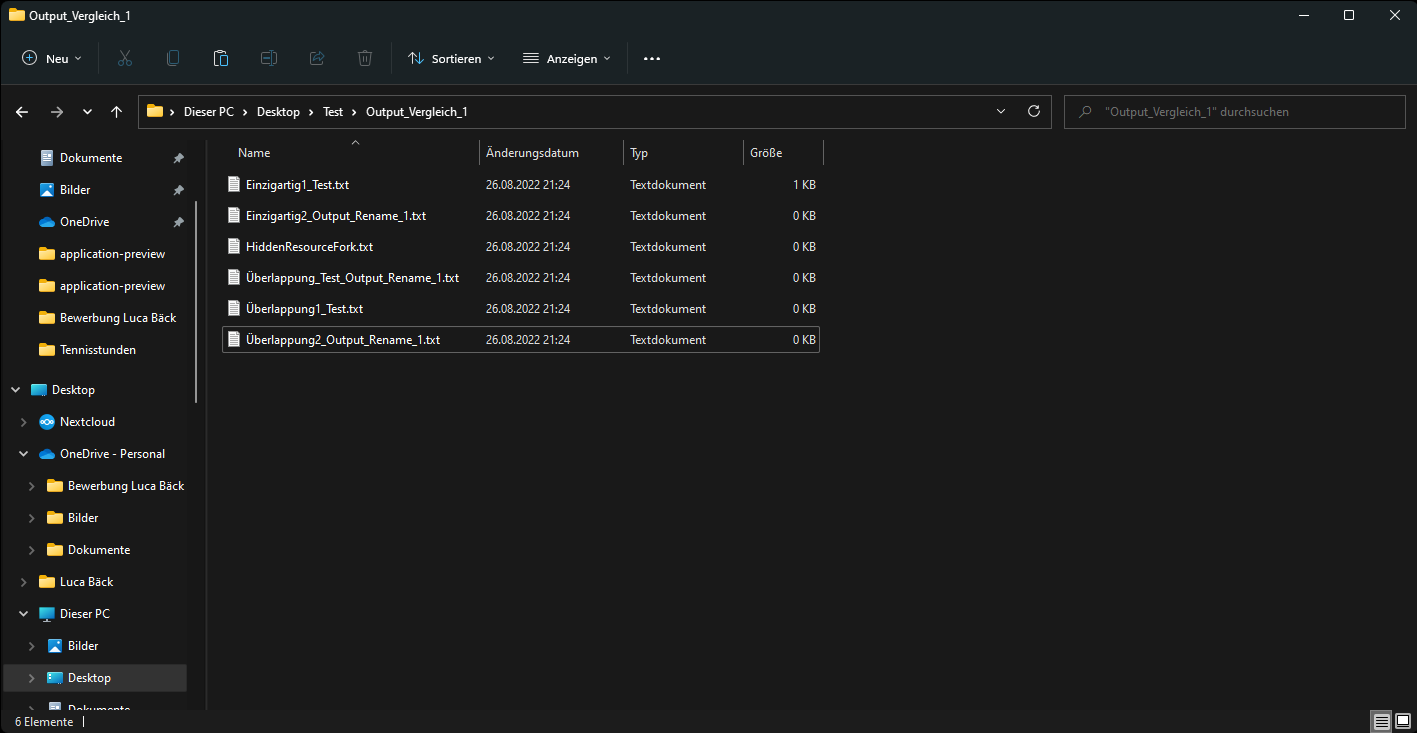 Output_Vergleich_1
Neu
Sortieren
Anzeigen
Dieser PC
Desktop
Test
Output_Vergleich_1
"Output_Vergleich_1" durchsuchen
Dokumente
Bilder
OneDrive
application-preview
application-preview
Bewerbung Luca Bäck
Tennisstunden
Desktop
Nextcloud
OneDrive - Personal
Bewerbung Luca Bäck
Bilder
Dokumente
Luca Bäck
Dieser PC
Bilder
Desktop
Dokumente
Name Änderungsdatum Typ Größe
Einzigartig1_Test.txt 26.08.2022 21:24 Textdokument 1 KB
Einzigartig2_Output_Rename_1.txt 26.08.2022 21:24 Textdokument 0 KB
HiddenResourceFork.txt 26.08.2022 21:24 Textdokument 0 KB
Überlappung_Test_Output_Rename_1.txt 26.08.2022 21:24 Textdokument 0 KB
Überlappung1_Test.txt 26.08.2022 21:24 Textdokument 0 KB
Überlappung2_Output_Rename_1.txt 26.08.2022 21:24 Textdokument 0 KB
6 Elemente